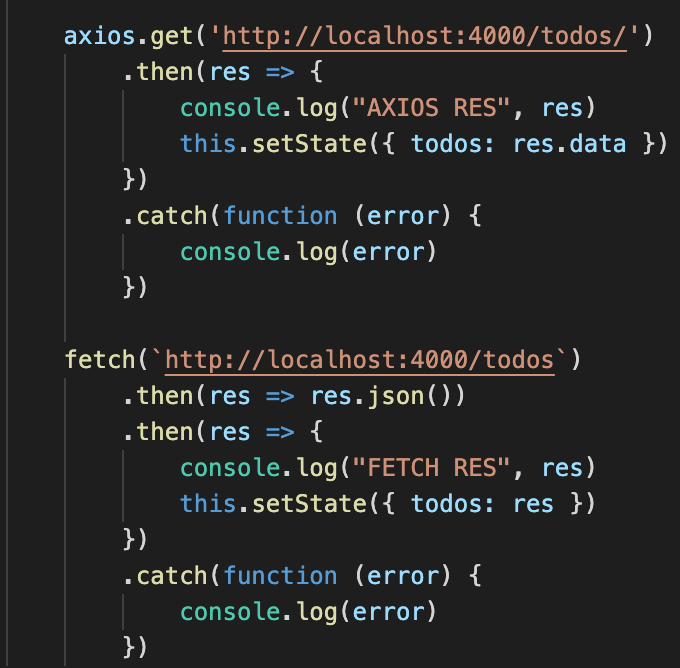 axios.get('http://localhost:4000/todos/')
    .then(res => {
        console.log("AXIOS RES", res)
        this.setState({ todos: res.data })
    })
    .catch(function (error) {
        console.log(error)
    })

fetch(`http://localhost:4000/todos`)
    .then(res => res.json())
    .then(res => {
        console.log("FETCH RES", res)
        this.setState({ todos: res })
    })
    .catch(function (error) {
        console.log(error)
    })